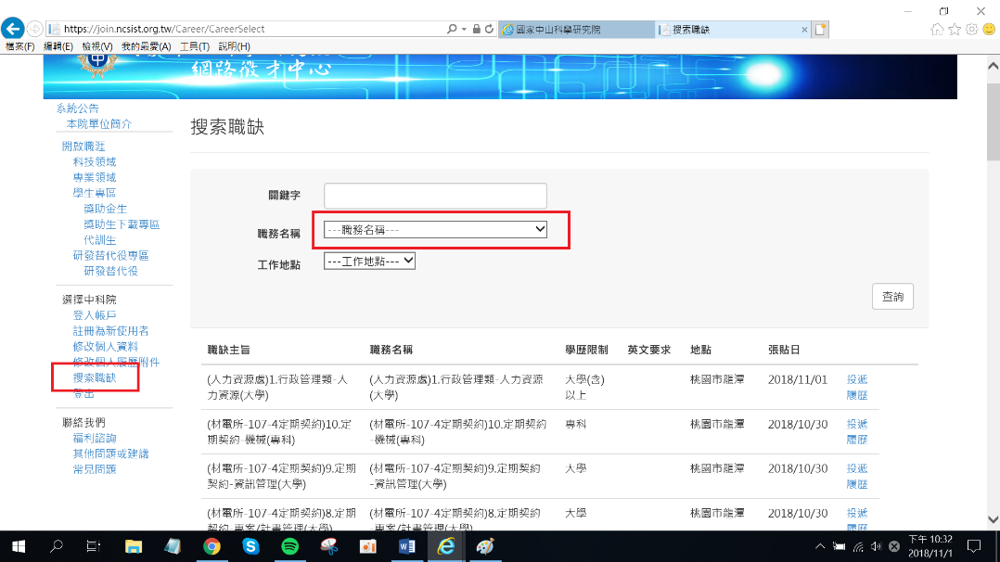 https://join.ncsist.org.tw/Career/CareerSelect
國家中山科學研究院
搜索職缺
檔案(F) 編輯(E) 檢視(V) 我的最愛(A) 工具(T) 說明(H)
中
網路徵才中心
系統公告
本院單位簡介
開啟職涯
科技領域
專業領域
學生專區
獎助金生
獎助生下載專區
代訓生
研發替代役專區
研發替代役
選擇中科院
登入帳戶
註冊為新使用者
修改個人資料
修改個人履歷附件
搜索職缺
登出
聯絡我們
福利諮詢
其他問題或建議
常見問題
搜索職缺
關鍵字
職務名稱 ---職務名稱---
工作地點 ---工作地點---
查詢
職缺主旨 職務名稱 學歷限制 英文要求 地點 張貼日
(人力資源處)1.行政管理類-人 (人力資源處)1.行政管理類-人力資源 大學(含) 桃園市龍潭 2018/11/01 投遞
力資源(大學) (大學) 以上 履歷
(材電所-107-4定期契約)10.定 (材電所-107-4定期契約)10.定期契約 專科 桃園市龍潭 2018/10/30 投遞
期契約-機械(專科) -機械(專科) 履歷
(材電所-107-4定期契約)9.定期 (材電所-107-4定期契約)9.定期契約 大學 桃園市龍潭 2018/10/30 投遞
契約-資訊管理(大學) -資訊管理(大學) 履歷
(材電所-107-4定期契約)8.定期 (材電所-107-4定期契約)8.定期契約 大學 桃園市龍潭 2018/10/30 投遞
契約-專案/計畫管理(大學) -專案/計畫管理(大學) 履歷
下午 10:32
2018/11/1